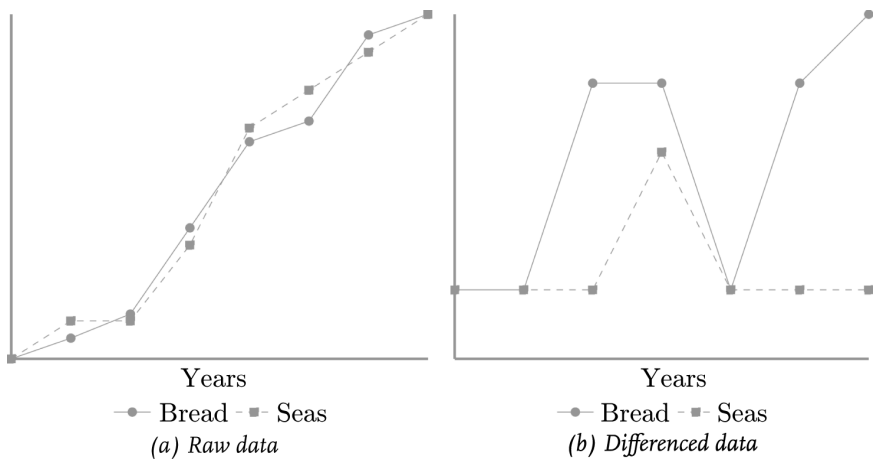 Years
Bread Seas
(a) Raw data
Years
Bread Seas
(b) Differenced data